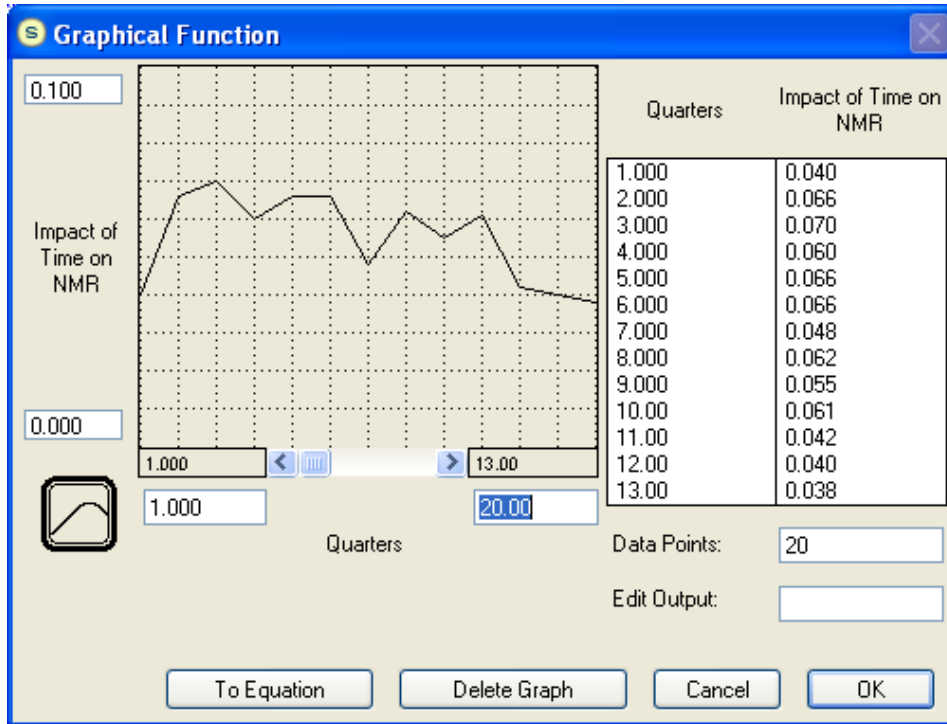 S Graphical Function
0.100
Impact of
Time on
NMR
0.000
1.000 13.00
1.000 20.00
Quarters
Quarters Impact of Time on
NMR
1.000 0.040
2.000 0.066
3.000 0.070
4.000 0.060
5.000 0.066
6.000 0.066
7.000 0.048
8.000 0.062
9.000 0.055
10.00 0.061
11.00 0.042
12.00 0.040
13.00 0.038
Data Points: 20
Edit Output:
To Equation Delete Graph Cancel OK